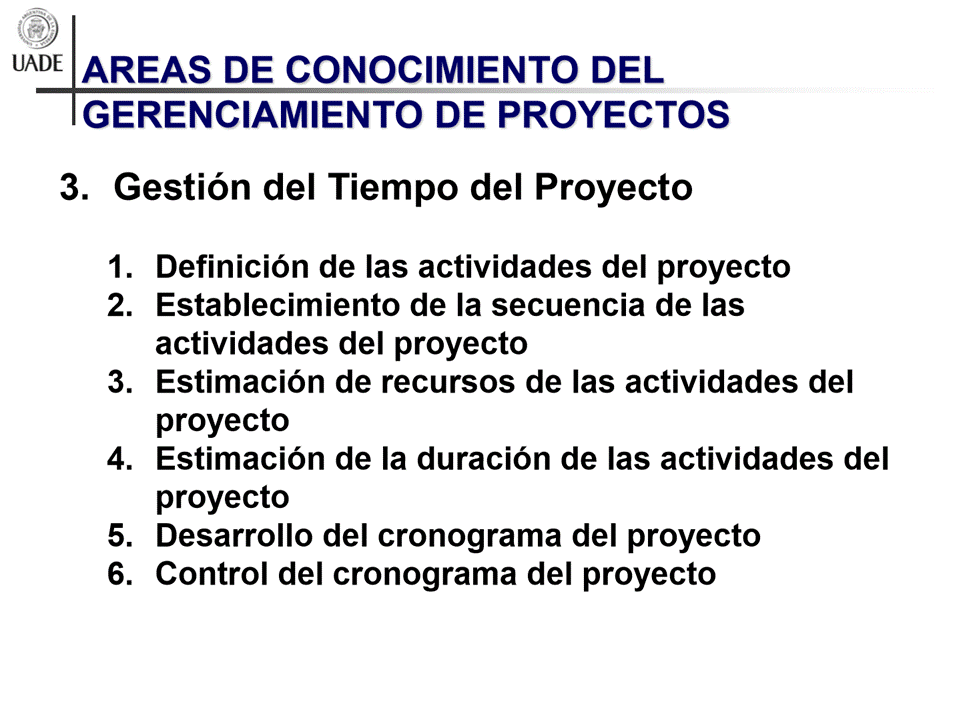 UADE
AREAS DE CONOCIMIENTO DEL
GERENCIAMIENTO DE PROYECTOS
3. Gestión del Tiempo del Proyecto
1. Definición de las actividades del proyecto
2. Establecimiento de la secuencia de las
actividades del proyecto
3. Estimación de recursos de las actividades del
proyecto
4. Estimación de la duración de las actividades del
proyecto
5. Desarrollo del cronograma del proyecto
6. Control del cronograma del proyecto